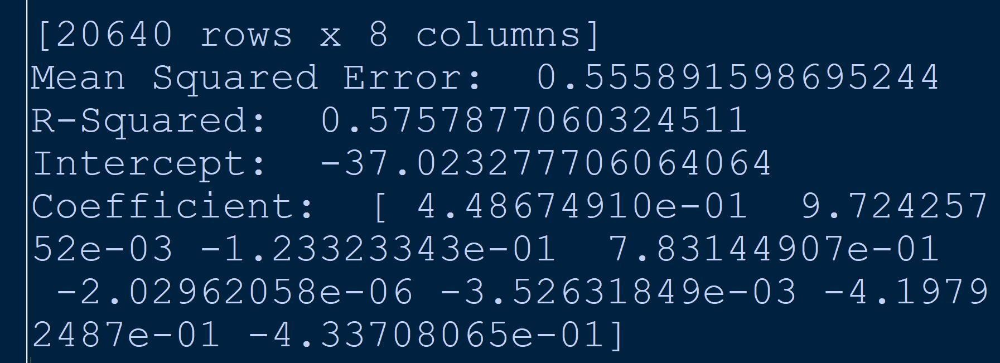 [20640 rows x 8 columns]
Mean Squared Error:  0.555891598695244
R-Squared:  0.5757877060324511
Intercept:  -37.023277706064064
Coefficient:  [ 4.48674910e-01  9.724257
52e-03 -1.23323343e-01  7.83144907e-01
 -2.02962058e-06 -3.52631849e-03 -4.1979
2487e-01 -4.33708065e-01]